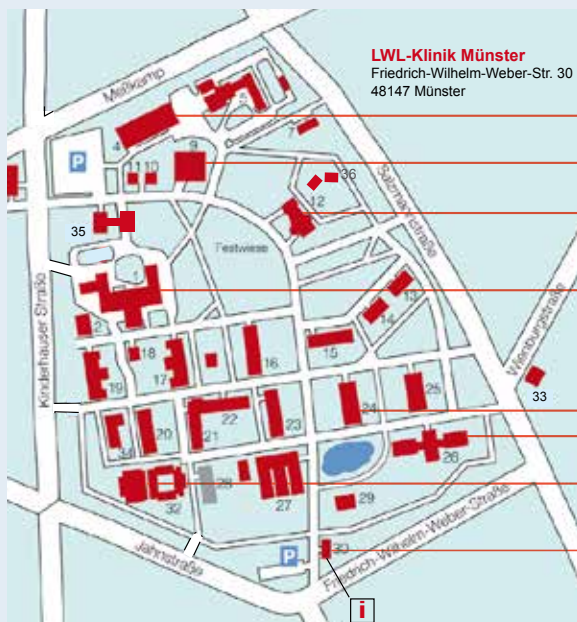 LWL-Klinik Münster
Friedrich-Wilhelm-Weber-Str. 30
48147 Münster
Meßkamp
5
4
7
P
9
11
10
36
12
Salzmannstraße
35
Festwiese
1
13
2
14
Kinderhauser Straße
18
15
16
17
19
Wienburgstraße
33
22
24
25
20
21
23
34
26
28
27
29
32
Jahnstraße
P
30
Friedrich-Wilhelm-Weber-Straße
i